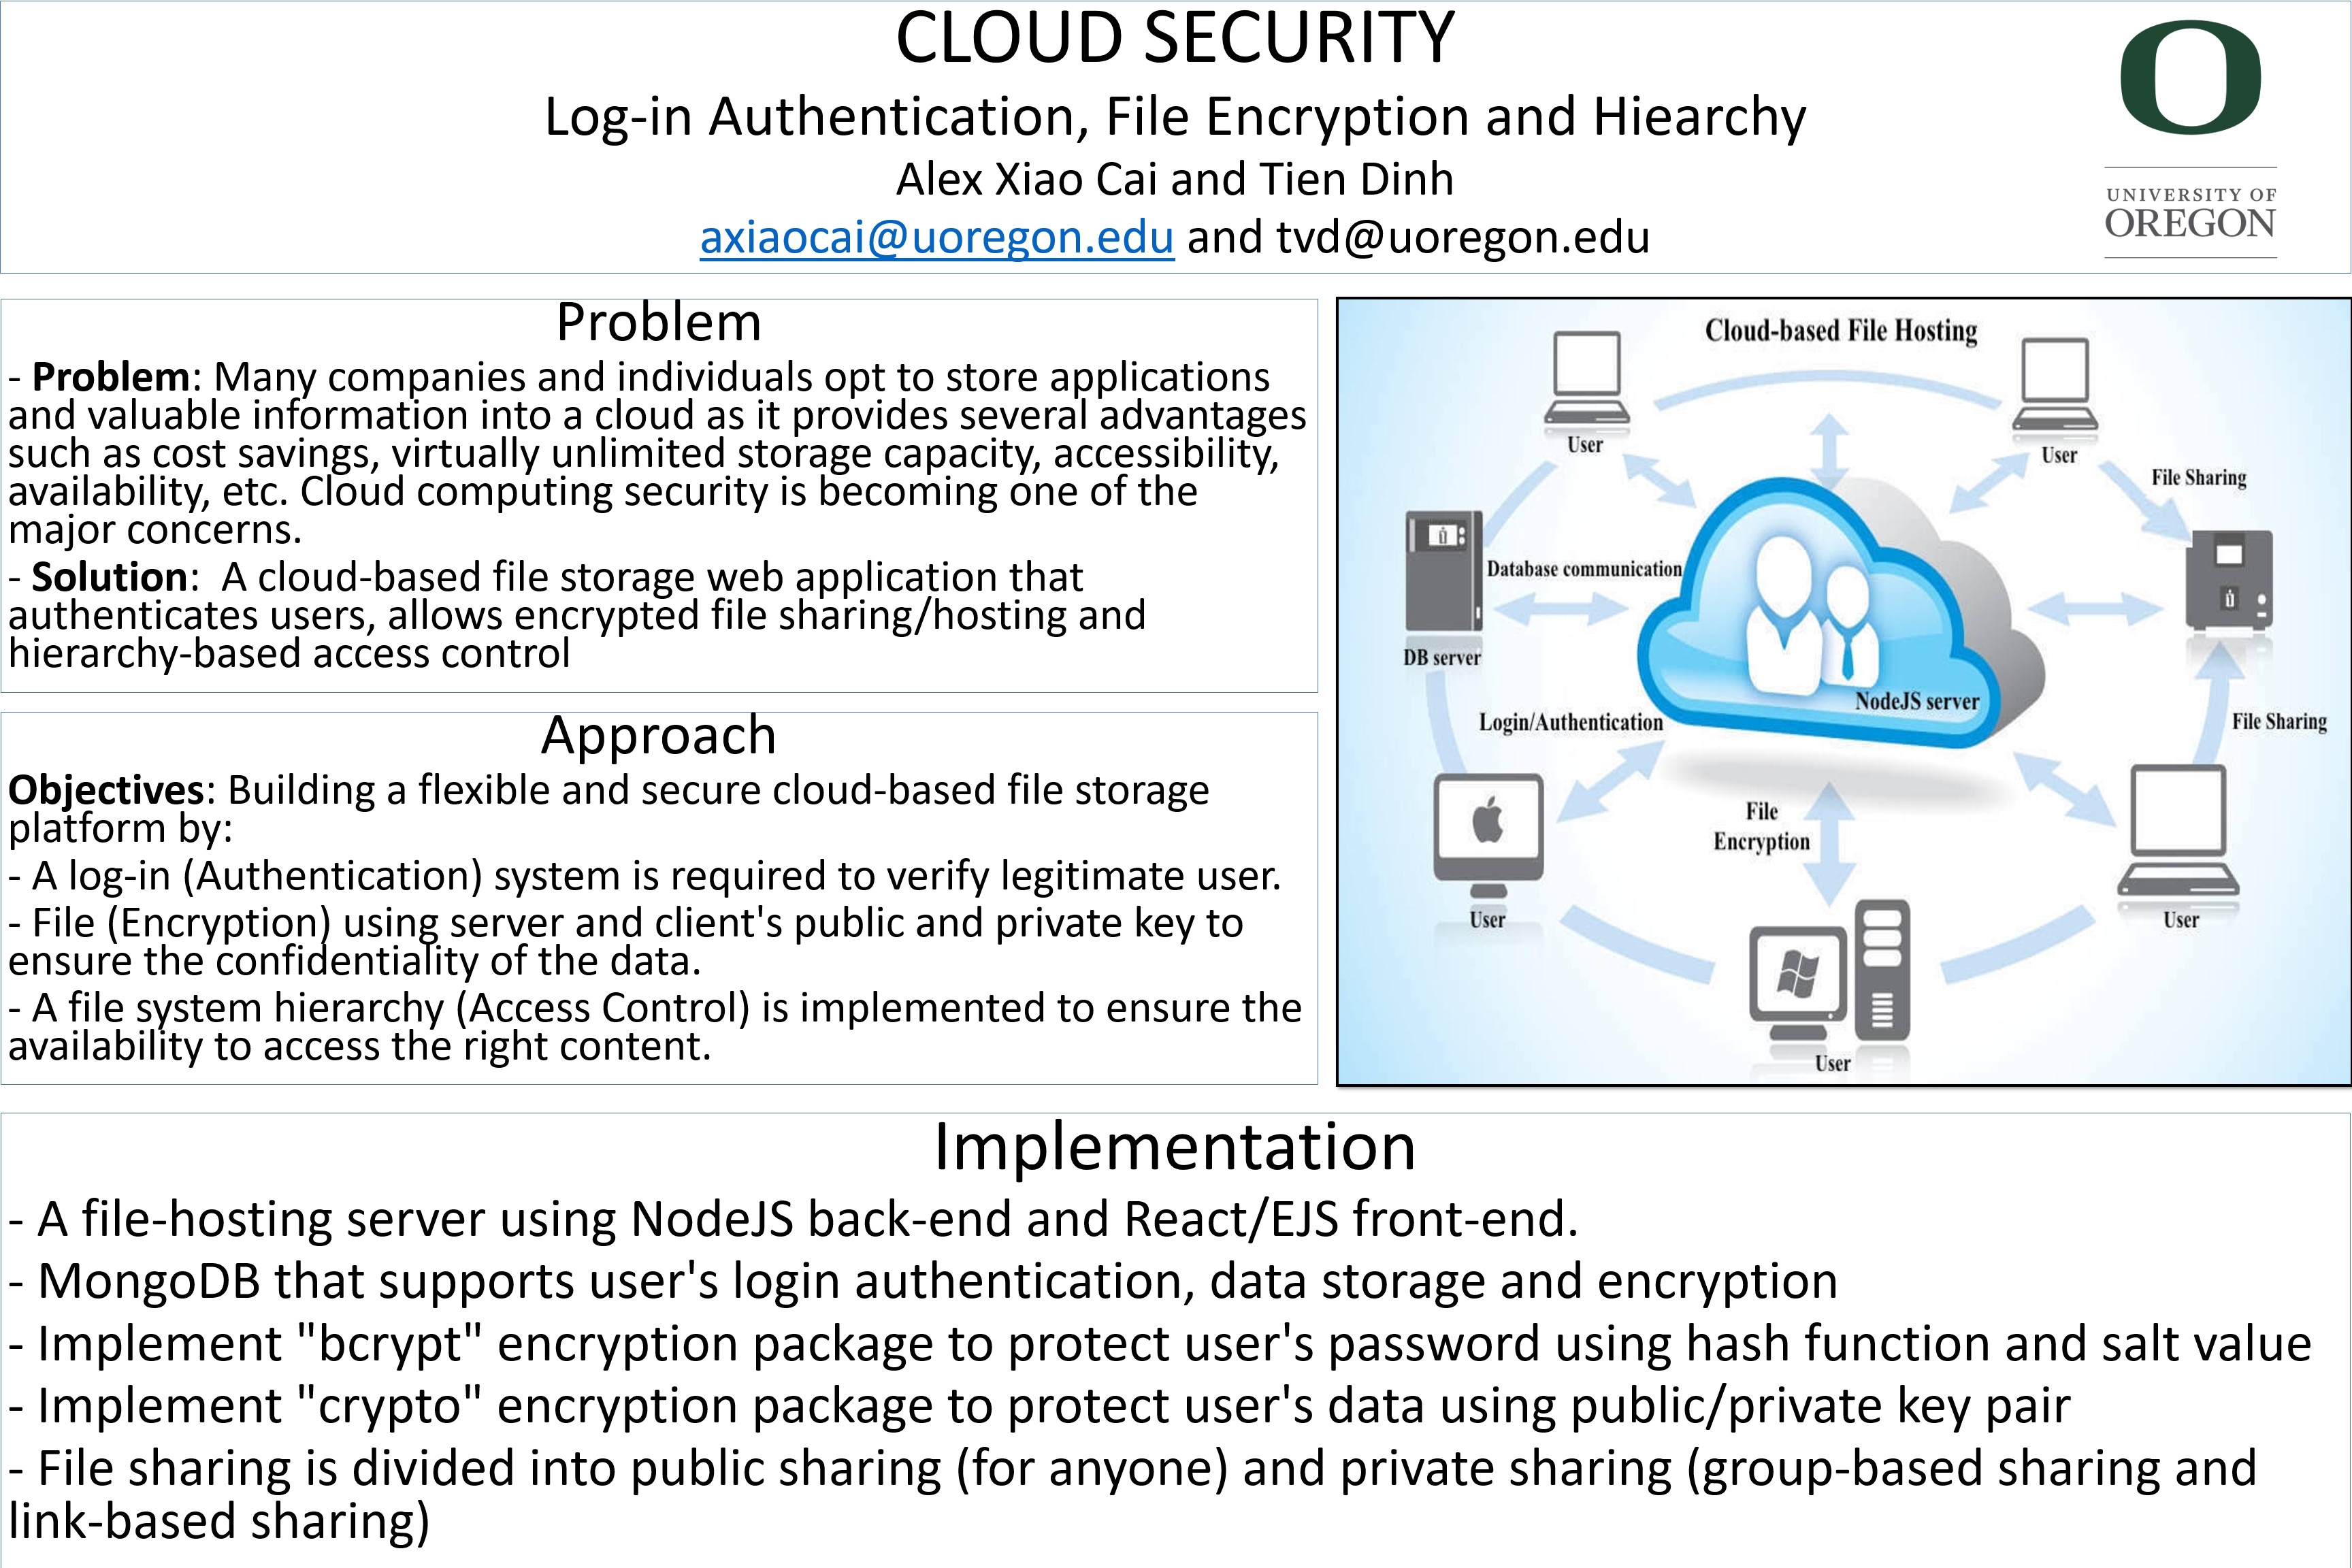 CLOUD SECURITY
Log-in Authentication, File Encryption and Hiearchy
Alex Xiao Cai and Tien Dinh
axiaocai@uoregon.edu and tvd@uoregon.edu
O
UNIVERSITY OF
OREGON
Problem
- Problem: Many companies and individuals opt to store applications
and valuable information into a cloud as it provides several advantages
such as cost savings, virtually unlimited storage capacity, accessibility,
availability, etc. Cloud computing security is becoming one of the
major concerns.
- Solution:  A cloud-based file storage web application that
authenticates users, allows encrypted file sharing/hosting and
hierarchy-based access control
Approach
Objectives: Building a flexible and secure cloud-based file storage
platform by:
- A log-in (Authentication) system is required to verify legitimate user.
- File (Encryption) using server and client's public and private key to
ensure the confidentiality of the data.
- A file system hierarchy (Access Control) is implemented to ensure the
availability to access the right content.
Cloud-based File Hosting
User
User
File Sharing
Database communication
DB server
NodeJS server
Login/Authentication
File Sharing
File
Encryption
User
User
User
Implementation
- A file-hosting server using NodeJS back-end and React/EJS front-end.
- MongoDB that supports user's login authentication, data storage and encryption
- Implement "bcrypt" encryption package to protect user's password using hash function and salt value
- Implement "crypto" encryption package to protect user's data using public/private key pair
- File sharing is divided into public sharing (for anyone) and private sharing (group-based sharing and
link-based sharing)